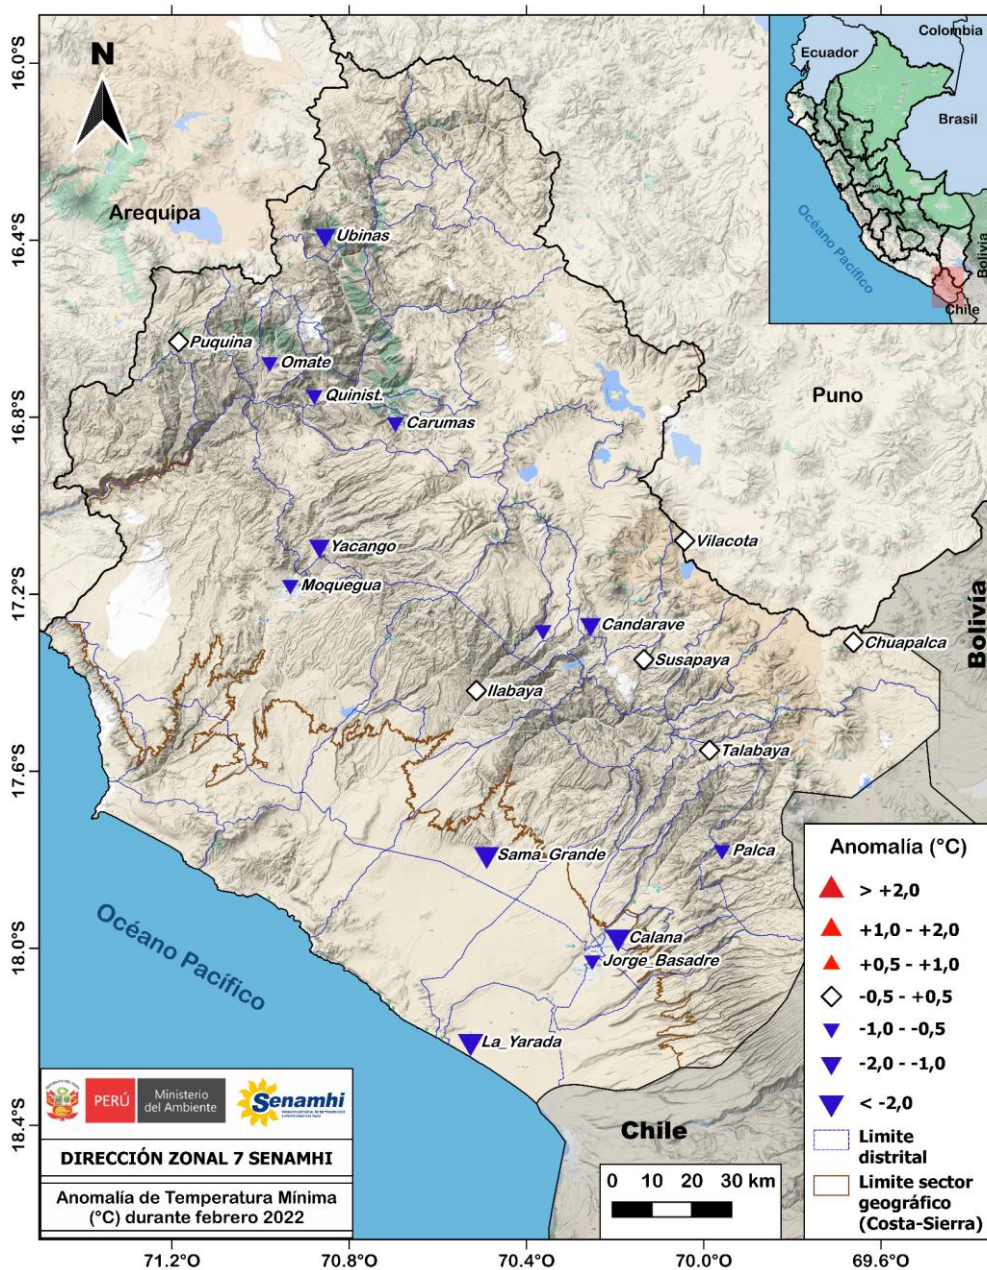 16.0°S
16.4°S
16.8°S
17.2°S
17.6°S
18.0°S
18.4°S
N
Ecuador
Colombia
Brasil
Océano Pacífico
Bolivia
Chile
Arequipa
Ubinas
Puquina
Omate
Quinist.
Carumas
Puno
Yacango
Moquegua
Vilacota
Candarave
Susapaya
Chuapalca
Ilabaya
Talabaya
Bolivia
Sama_Grande
Palca
Calana
Jorge_Basadre
La_Yarada
Océano Pacífico
Chile
Anomalía (°C)
> +2,0
+1,0 - +2,0
+0,5 - +1,0
-0,5 - +0,5
-1,0 - -0,5
-2,0 - -1,0
< -2,0
Limite
distrital
Limite sector
geográfico
(Costa-Sierra)
PERÚ
Ministerio
del Ambiente
Senamhi
DIRECCIÓN ZONAL 7 SENAMHI
Anomalía de Temperatura Mínima
(°C) durante febrero 2022
0 10 20 30 km
71.2°O
70.8°O
70.4°O
70.0°O
69.6°O